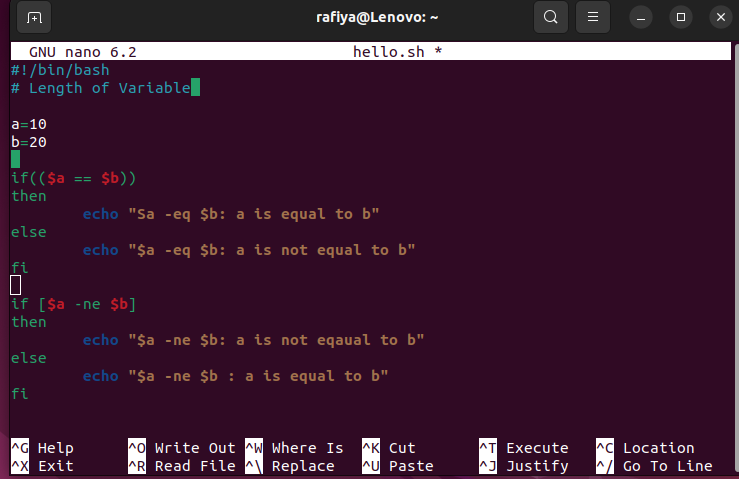 rafiya@Lenovo: ~
GNU nano 6.2 hello.sh *
#!/bin/bash
# Length of Variable
a=10
b=20
if(($a == $b))
then
echo "Sa -eq $b: a is equal to b"
else
echo "$a -eq $b: a is not equal to b"
fi
if [$a -ne $b]
then
echo "$a -ne $b: a is not eqaual to b"
else
echo "$a -ne $b : a is equal to b"
fi
^G Help ^O Write Out ^W Where Is ^K Cut ^T Execute ^C Location
^X Exit ^R Read File ^\ Replace ^U Paste ^J Justify ^/ Go To Line